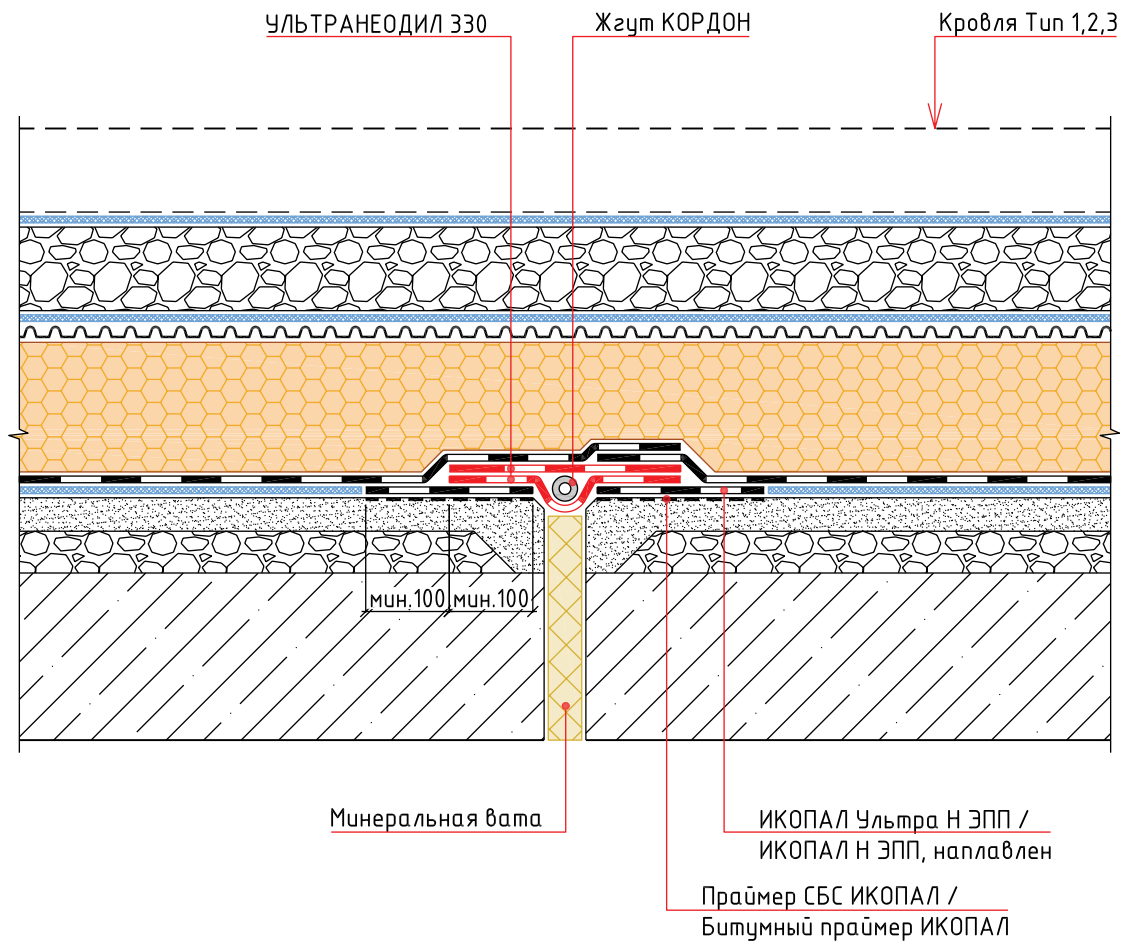 УЛЬТРАНЕОДИЛ 330
Жгут КОРДОН
Кровля Тип 1,2,3
мин.100
мин.100
Минеральная вата
ИКОПАЛ Ультра Н ЭПП /
ИКОПАЛ Н ЭПП, наплавлен
Праймер СБС ИКОПАЛ /
Битумный праймер ИКОПАЛ